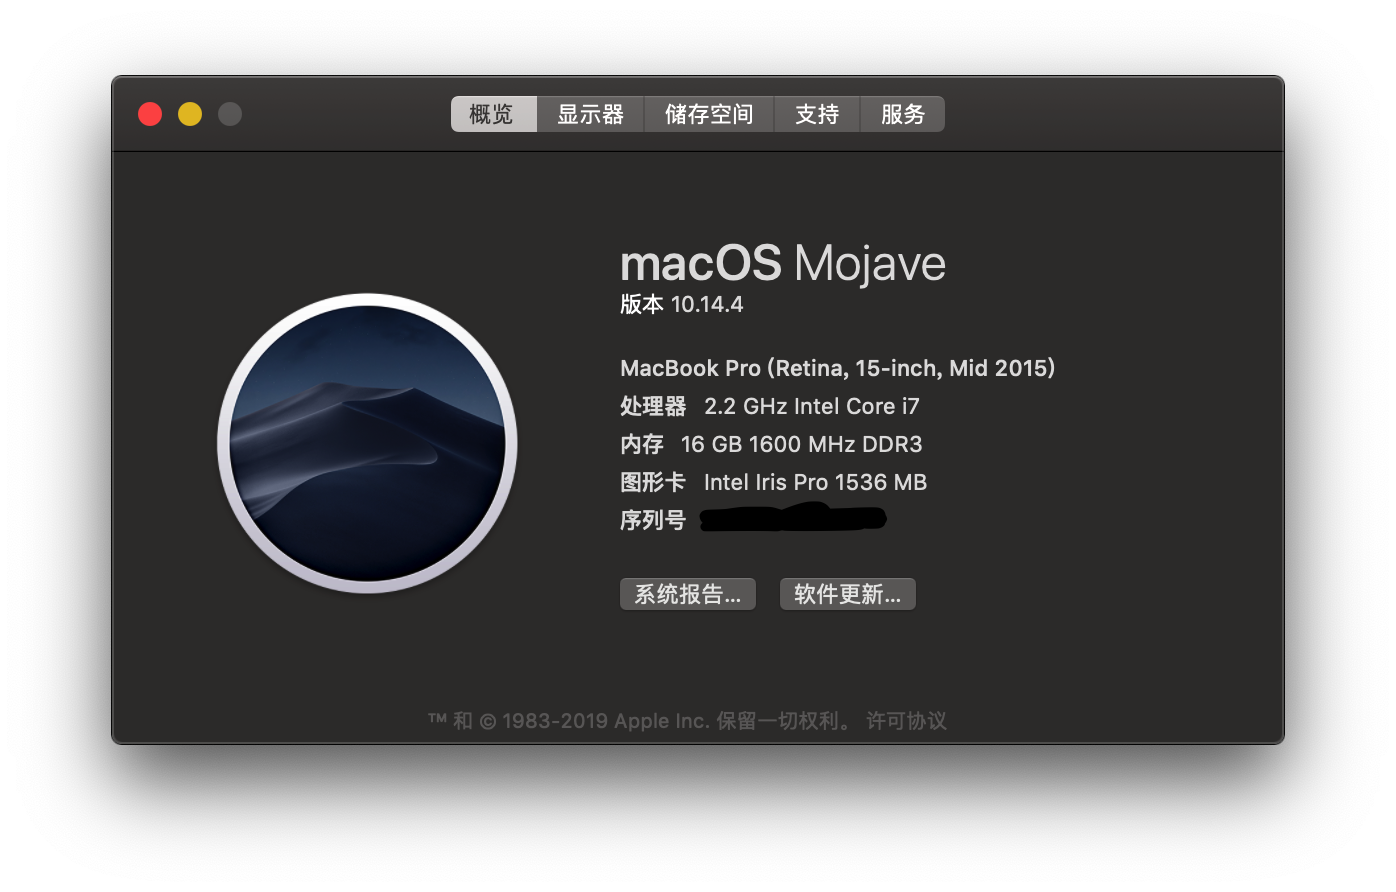 概览 显示器 储存空间 支持 服务
macOS Mojave
版本 10.14.4
MacBook Pro (Retina, 15-inch, Mid 2015)
处理器 2.2 GHz Intel Core i7
内存 16 GB 1600 MHz DDR3
图形卡 Intel Iris Pro 1536 MB
序列号
系统报告... 软件更新...
™ 和 © 1983-2019 Apple Inc. 保留一切权利。 许可协议